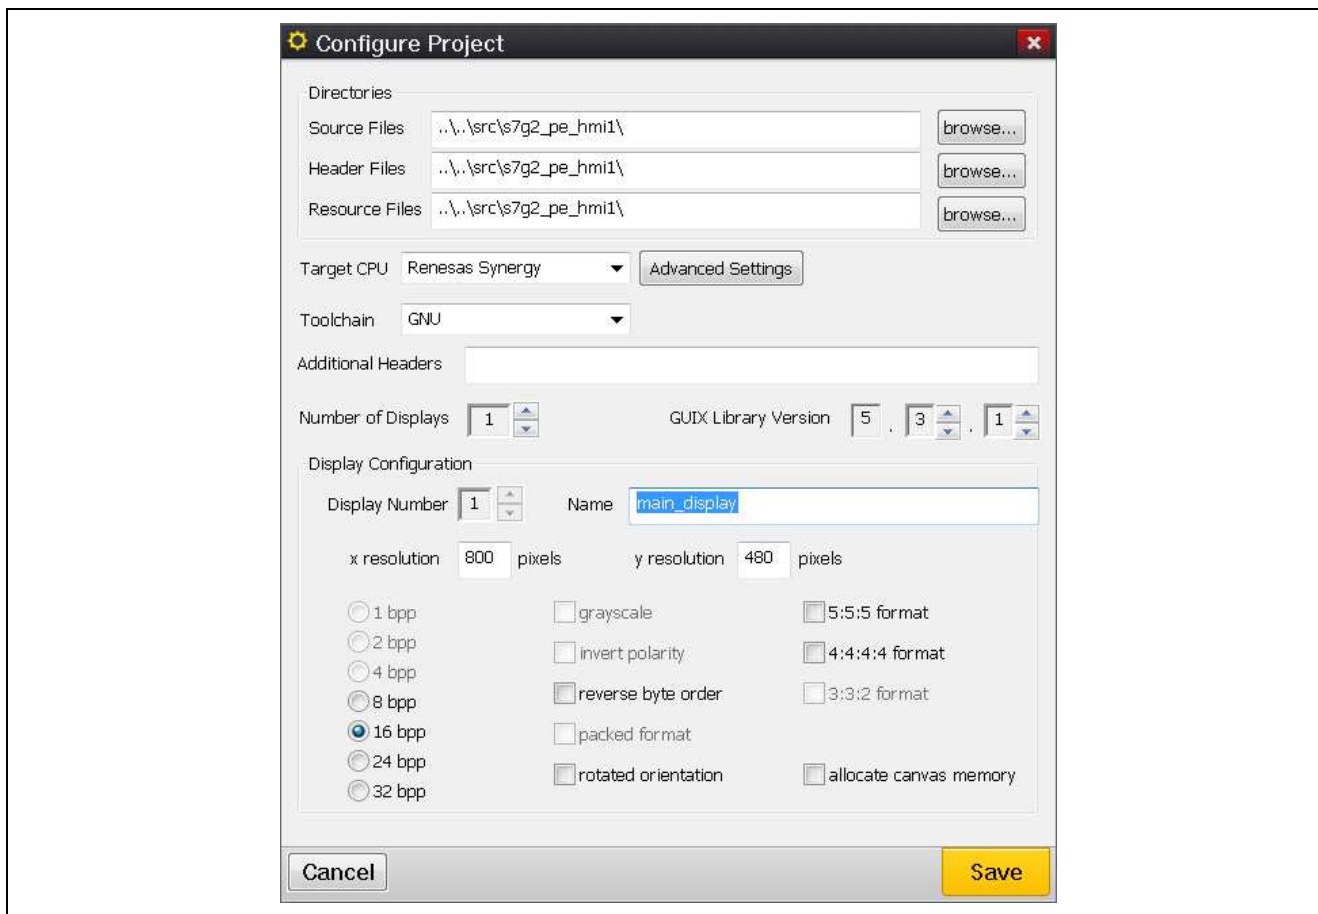 Configure Project
Directories
Source Files ..\..\src\s7g2_pe_hmi1\ browse...
Header Files ..\..\src\s7g2_pe_hmi1\ browse...
Resource Files ..\..\src\s7g2_pe_hmi1\ browse...
Target CPU Renesas Synergy Advanced Settings
Toolchain GNU
Additional Headers
Number of Displays 1 GUIX Library Version 5 . 3 . 1
Display Configuration
Display Number 1 Name main_display
x resolution 800 pixels y resolution 480 pixels
1 bpp grayscale 5:5:5 format
2 bpp invert polarity 4:4:4:4 format
4 bpp
8 bpp reverse byte order 3:3:2 format
16 bpp packed format
24 bpp rotated orientation allocate canvas memory
32 bpp
Cancel Save